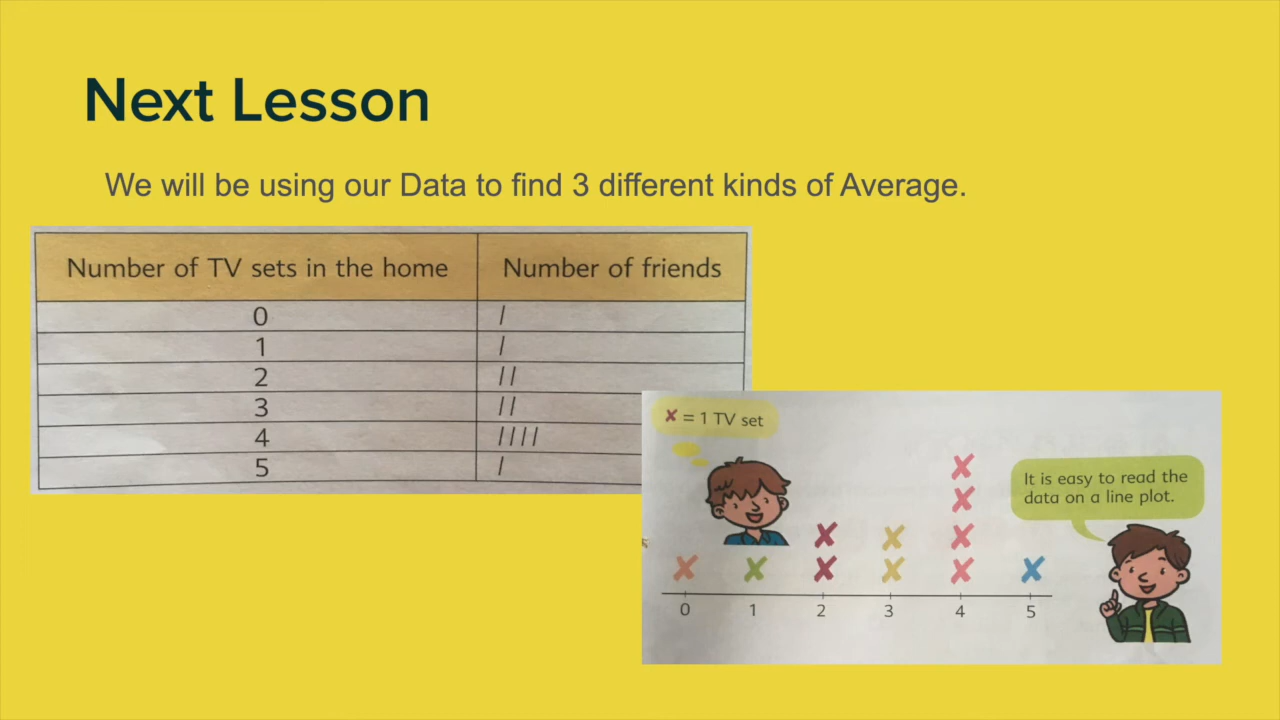 Next Lesson
We will be using our Data to find 3 different kinds of Average.
Number of TV sets in the home Number of friends
0 /
1 /
2 //
3 //
4 ////
5 /
✘ = 1 TV set
It is easy to read the
data on a line plot.
0 1 2 3 4 5